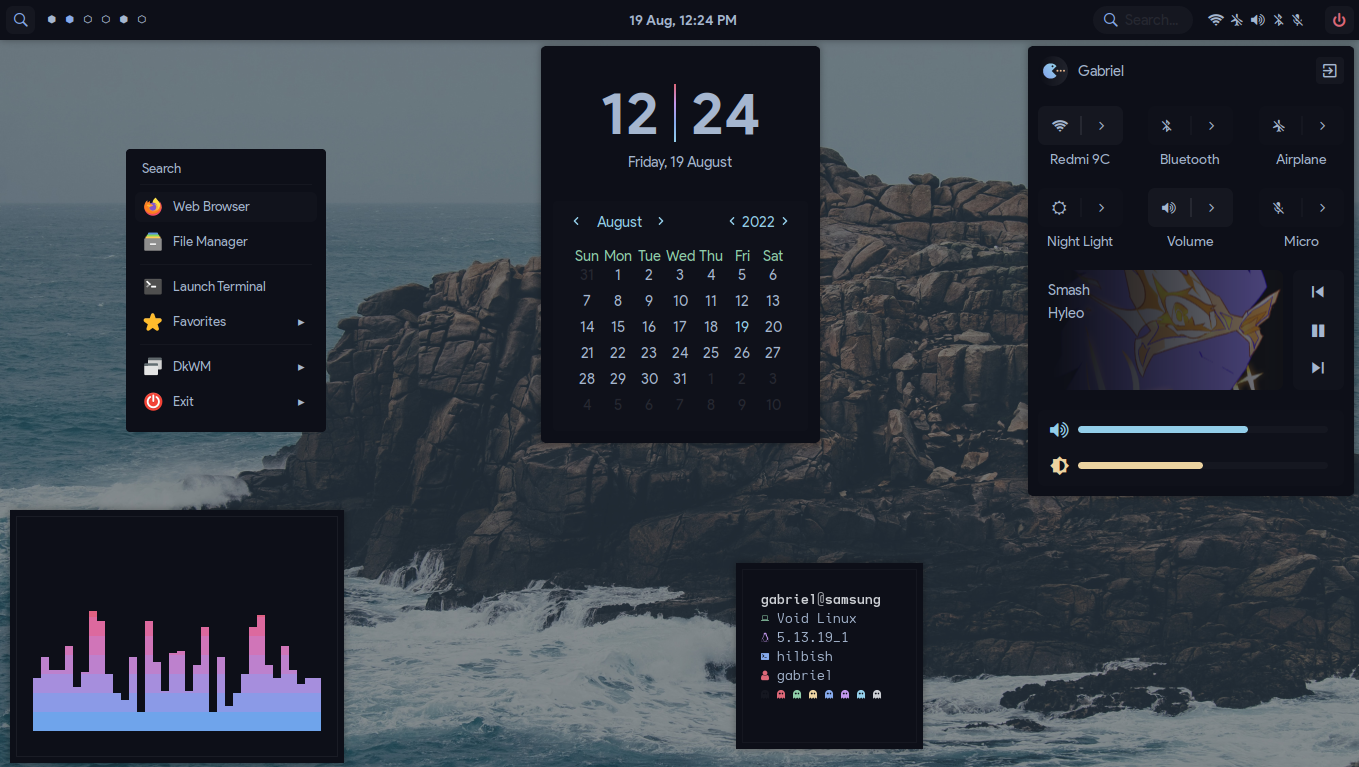 19 Aug, 12:24 PM
Search...
12 24
Friday, 19 August
August 2022
Sun Mon Tue Wed Thu Fri Sat
31 1 2 3 4 5 6
7 8 9 10 11 12 13
14 15 16 17 18 19 20
21 22 23 24 25 26 27
28 29 30 31 1 2 3
4 5 6 7 8 9 10
Gabriel
Redmi 9C Bluetooth Airplane
Night Light Volume Micro
Smash
Hyleo
Search
Web Browser
File Manager
Launch Terminal
Favorites
DkWM
Exit
gabriel@samsung
Void Linux
5.13.19_1
hilbish
gabriel